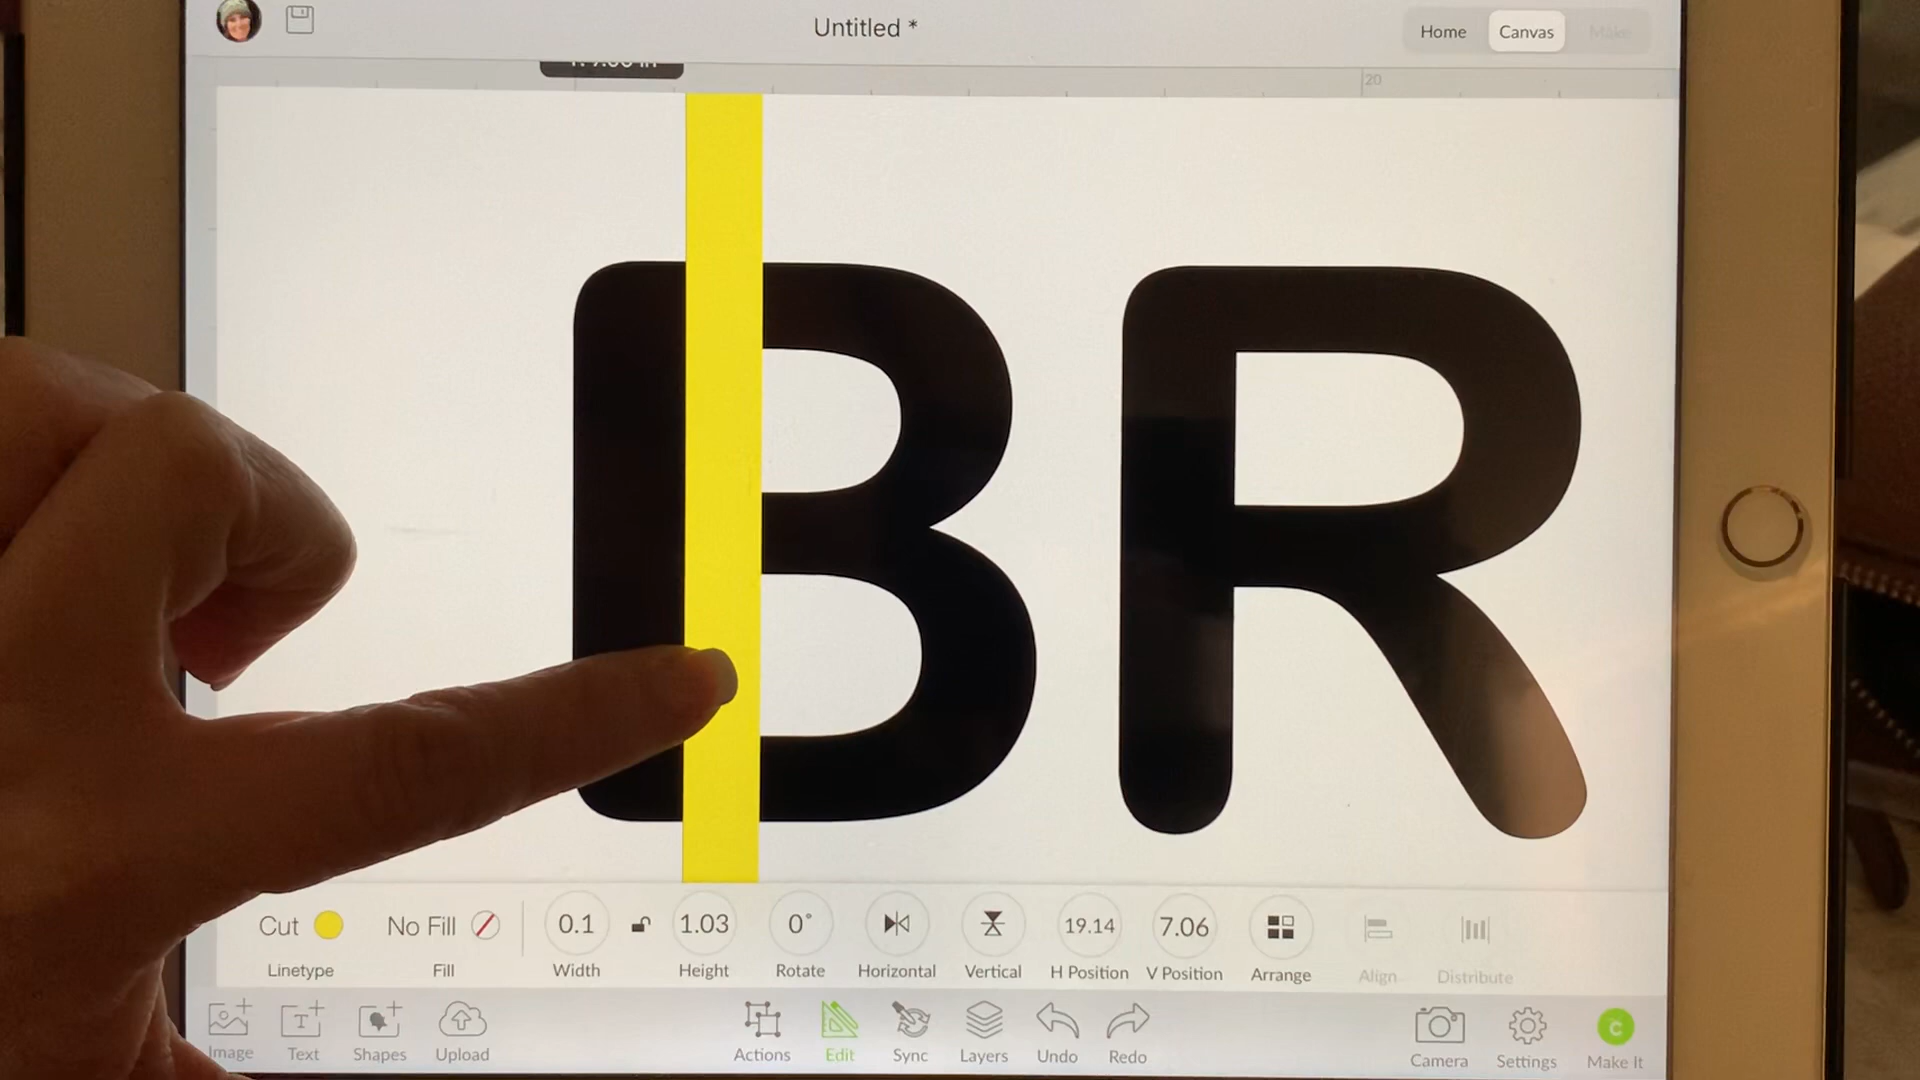 Untitled *
Home
Canvas
Make
20
BR
Cut
No Fill
0.1
1.03
0°
19.14
7.06
Linetype
Fill
Width
Height
Rotate
Horizontal
Vertical
H Position
V Position
Arrange
Align
Distribute
T
C
Image
Text
Shapes
Upload
Actions
Edit
Sync
Layers
Undo
Redo
Camera
Settings
Make It